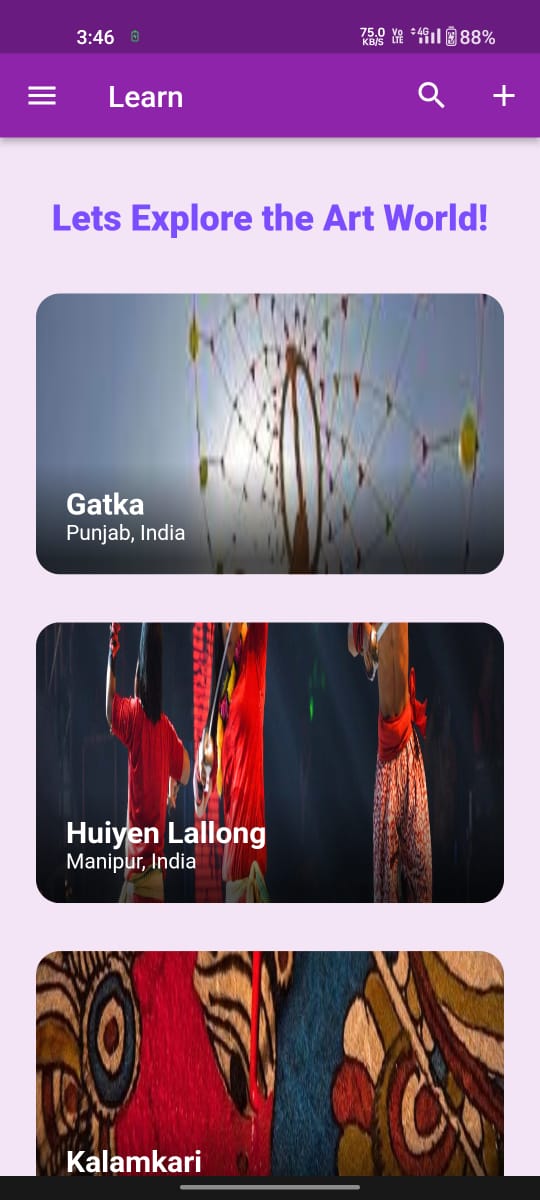 3:46 75.0 KB/S Vo LTE 4G 88%
Learn
Lets Explore the Art World!
Gatka
Punjab, India
Huiyen Lallong
Manipur, India
Kalamkari